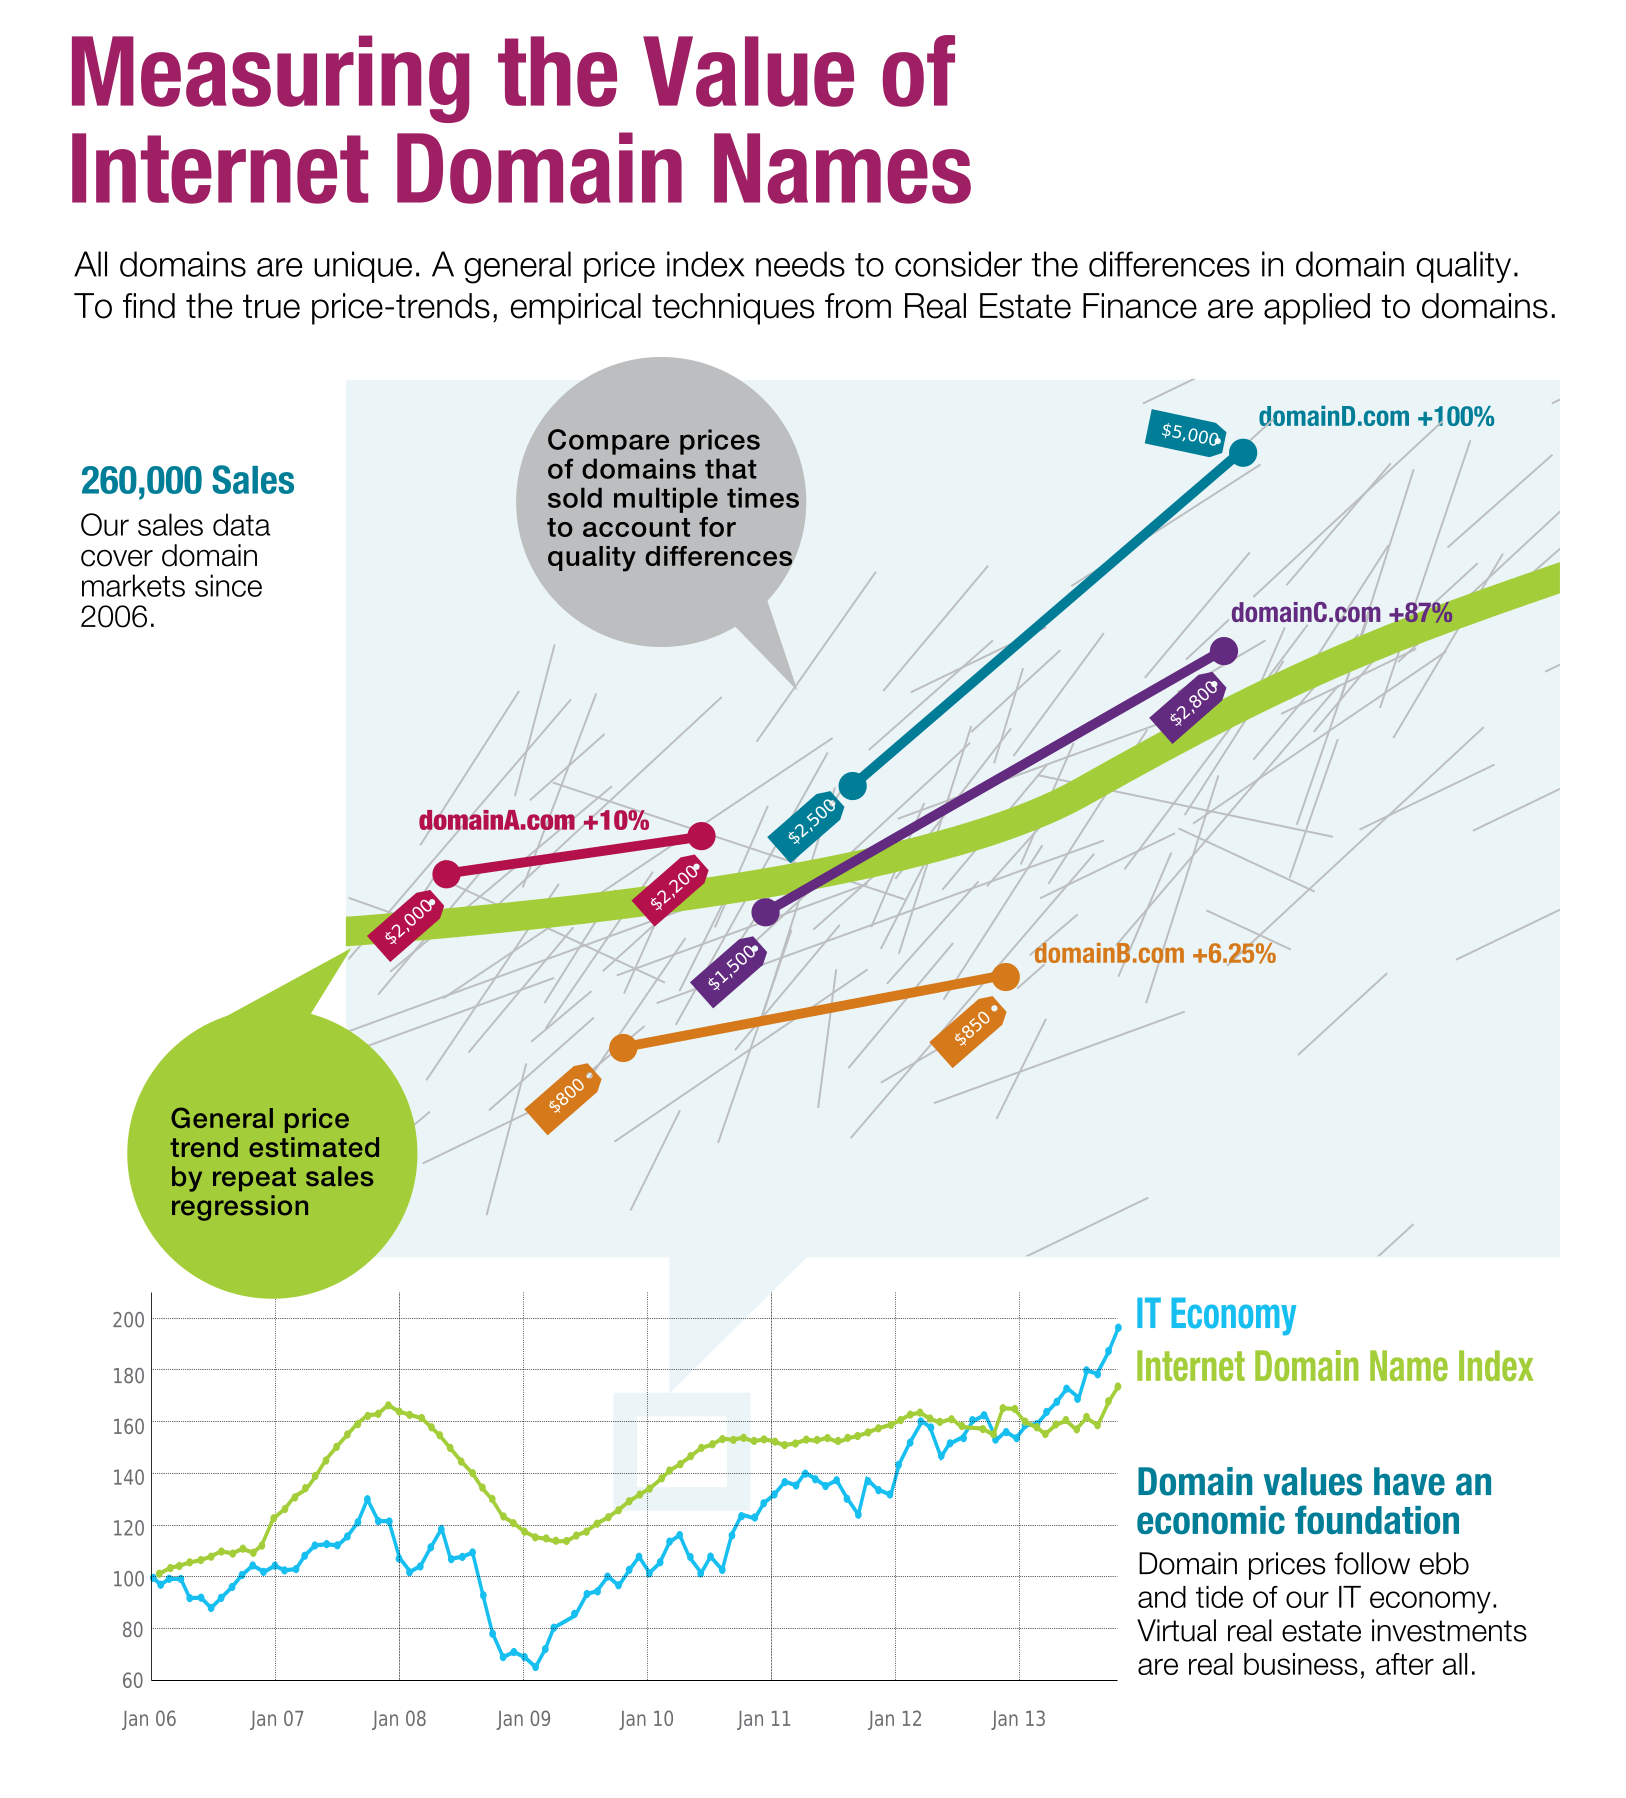 Measuring the Value of
Internet Domain Names
All domains are unique. A general price index needs to consider the differences in domain quality.
To find the true price-trends, empirical techniques from Real Estate Finance are applied to domains.
260,000 Sales
Our sales data
cover domain
markets since
2006.
Compare prices
of domains that
sold multiple times
to account for
quality differences
domainD.com +100%
$5,000
$2,500
domainC.com +87%
$2,800
$1,500
domainA.com +10%
$2,000
$2,200
domainB.com +6.25%
$800
$850
General price
trend estimated
by repeat sales
regression
200
180
160
140
120
100
80
60
Jan 06
Jan 07
Jan 08
Jan 09
Jan 10
Jan 11
Jan 12
Jan 13
IT Economy
Internet Domain Name Index
Domain values have an
economic foundation
Domain prices follow ebb
and tide of our IT economy.
Virtual real estate investments
are real business, after all.